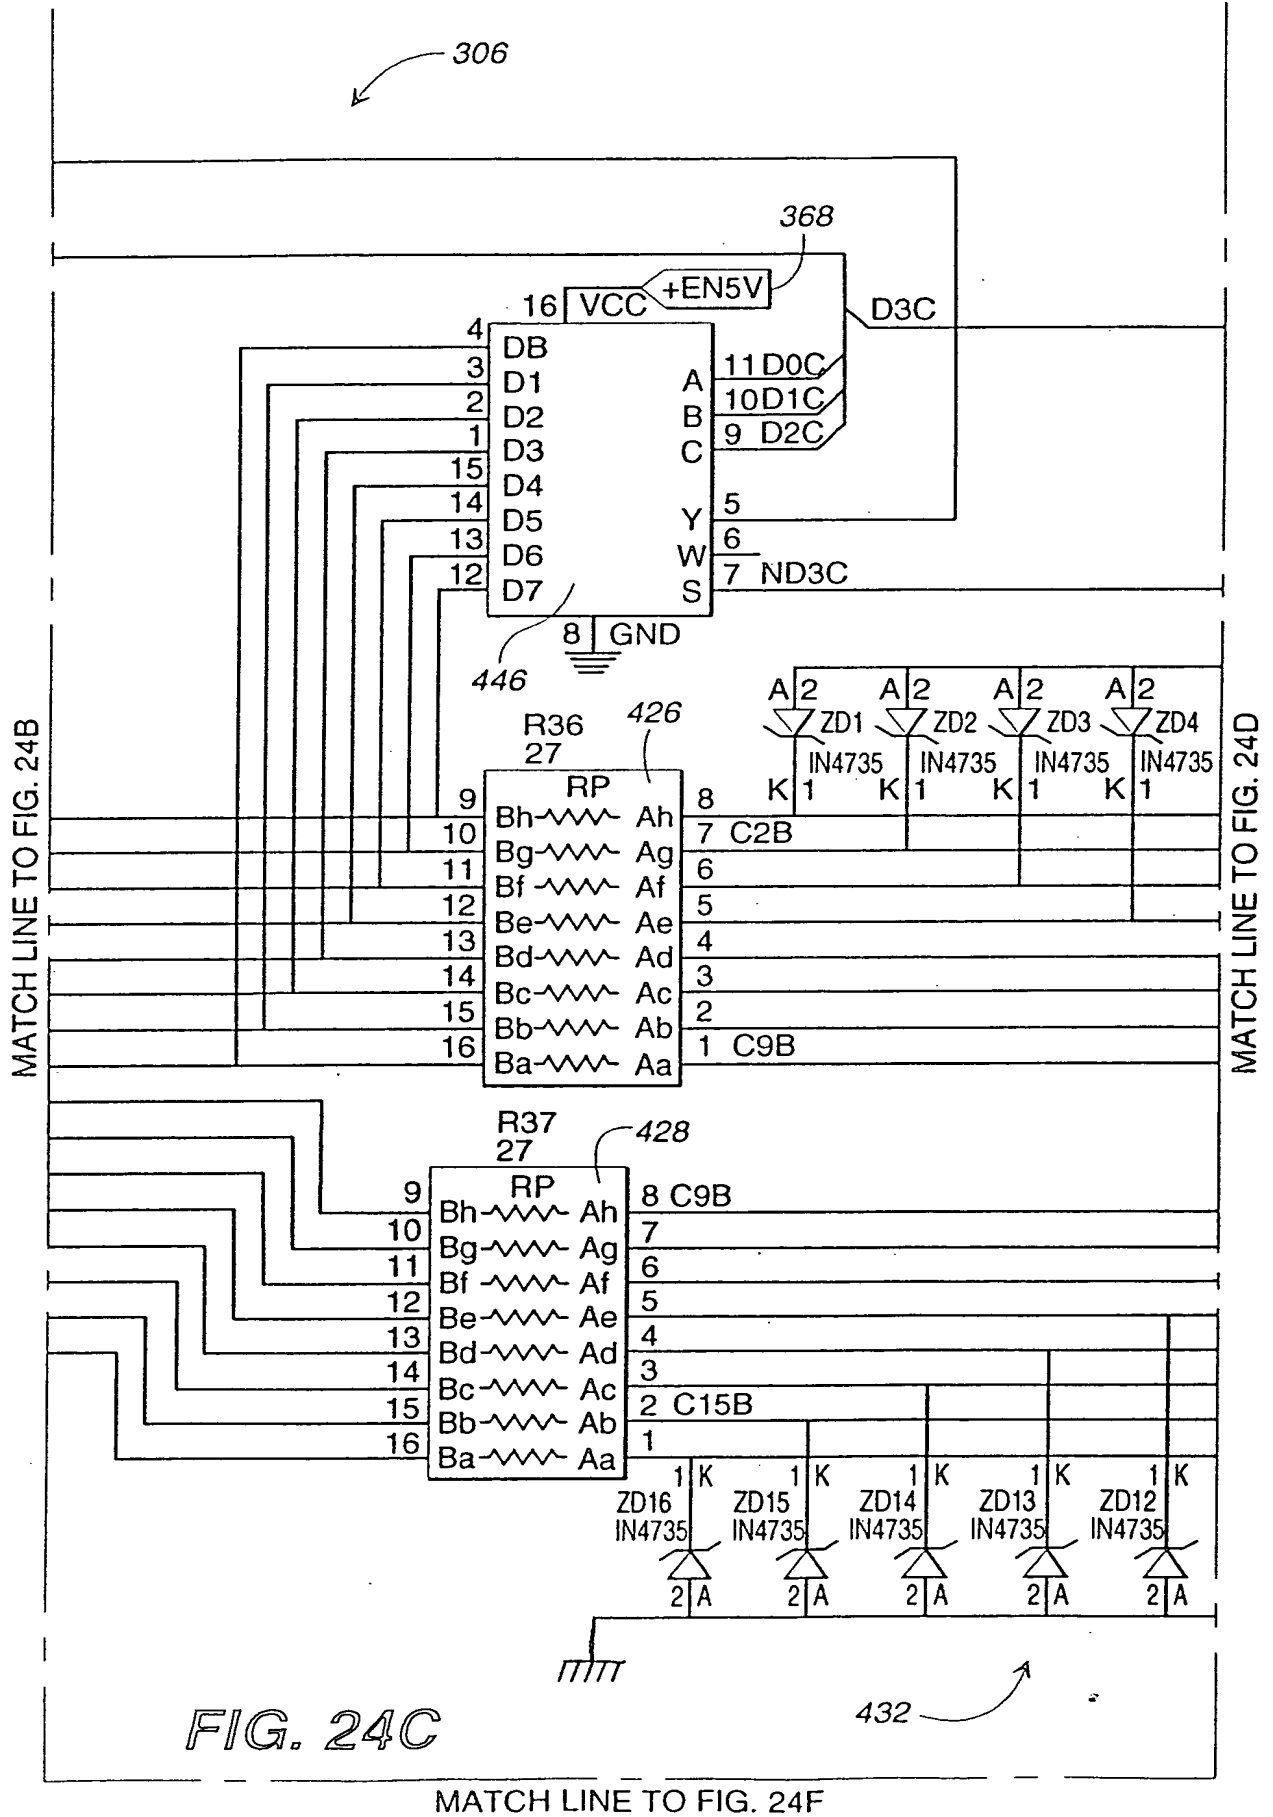 306
368
+EN5V
16 VCC
D3C
4 DB
3 D1
2 D2
1 D3
15 D4
14 D5
13 D6
12 D7
A 11 D0C
B 10 D1C
C 9 D2C
Y 5
W 6
S 7 ND3C
8 GND
446
A 2 A 2 A 2 A 2
ZD1 ZD2 ZD3 ZD4
IN4735 IN4735 IN4735 IN4735
K 1 K 1 K 1 K 1
R36
27
426
RP
9 Bh Ah 8
10 Bg Ag 7 C2B
11 Bf Af 6
12 Be Ae 5
13 Bd Ad 4
14 Bc Ac 3
15 Bb Ab 2
16 Ba Aa 1 C9B
MATCH LINE TO FIG. 24B
MATCH LINE TO FIG. 24D
R37
27
428
RP
9 Bh Ah 8 C9B
10 Bg Ag 7
11 Bf Af 6
12 Be Ae 5
13 Bd Ad 4
14 Bc Ac 3
15 Bb Ab 2 C15B
16 Ba Aa 1
1 K 1 K 1 K 1 K 1 K
ZD16 ZD15 ZD14 ZD13 ZD12
IN4735 IN4735 IN4735 IN4735 IN4735
2 A 2 A 2 A 2 A 2 A
432
FIG. 24C
MATCH LINE TO FIG. 24F